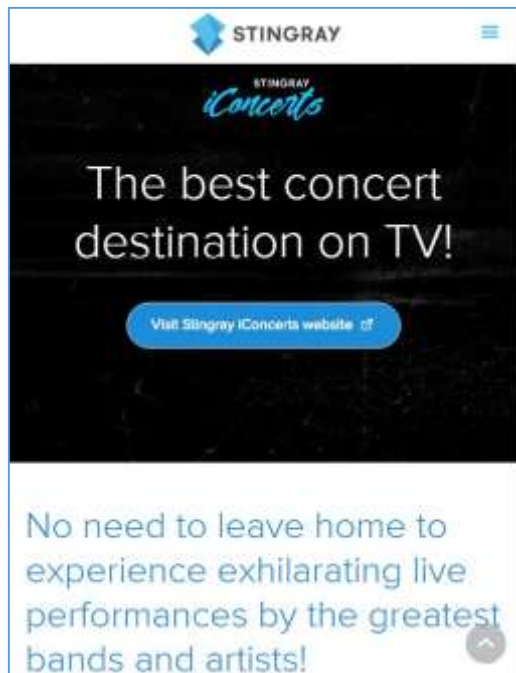 STINGRAY
STINGRAY
iConcerts
The best concert
destination on TV!
Visit Stingray iConcerts website
No need to leave home to
experience exhilarating live
performances by the greatest
bands and artists!